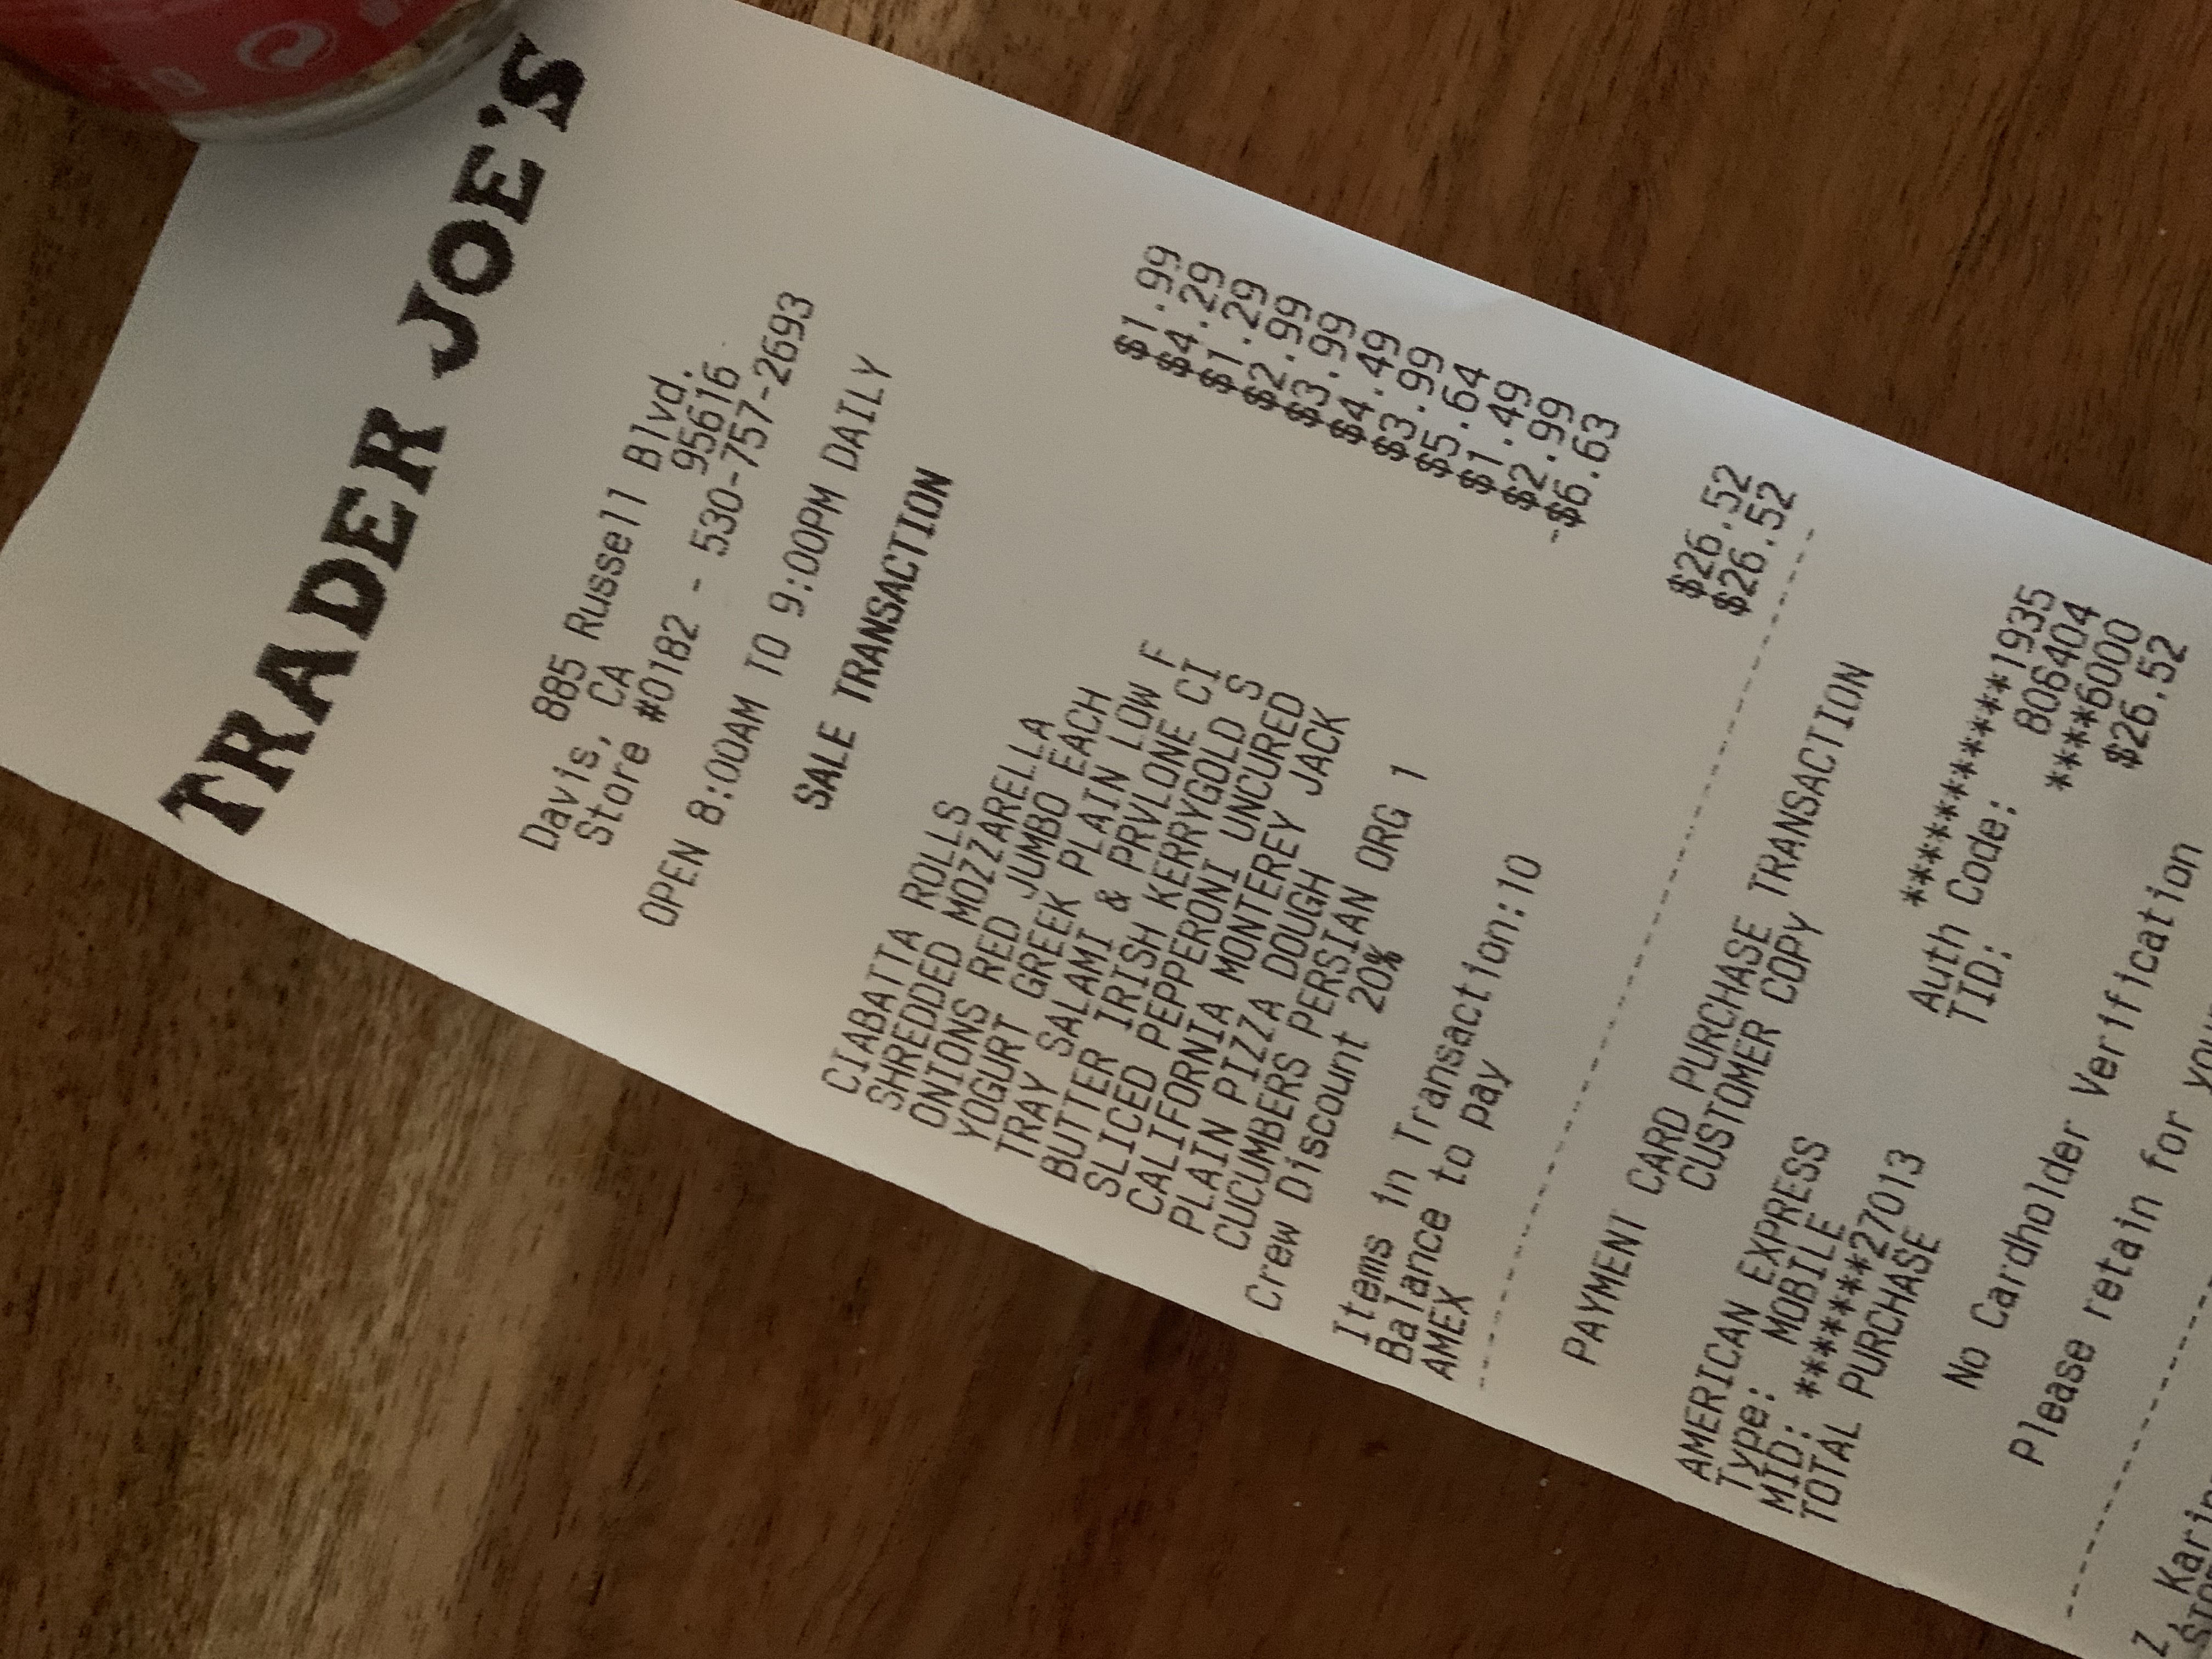 TRADER JOE'S
885 Russell Blvd.
Davis, CA 95616
Store #0182 - 530-757-2693
OPEN 8:00AM TO 9:00PM DAILY
SALE TRANSACTION
CIABATTA ROLLS $1.99
SHREDDED MOZZARELLA $4.29
ONIONS RED JUMBO EACH $1.29
YOGURT GREEK PLAIN LOW F $2.99
TRAY SALAMI & PRVLONE CI $3.99
BUTTER IRISH KERRYGOLD S $4.49
SLICED PEPPERONI UNCURED $3.99
CALIFORNIA MONTEREY JACK $5.64
PLAIN PIZZA DOUGH $1.49
CUCUMBERS PERSIAN ORG 1 $2.99
Crew Discount 20% -$6.63
Items in Transaction:10
Balance to pay $26.52
AMEX $26.52
PAYMENT CARD PURCHASE TRANSACTION
CUSTOMER COPY
AMERICAN EXPRESS ***********1935
Type: MOBILE Auth Code: 806404
MID: *******27013 TID: ****6000
TOTAL PURCHASE $26.52
No Cardholder Verification
Please retain for
Z,